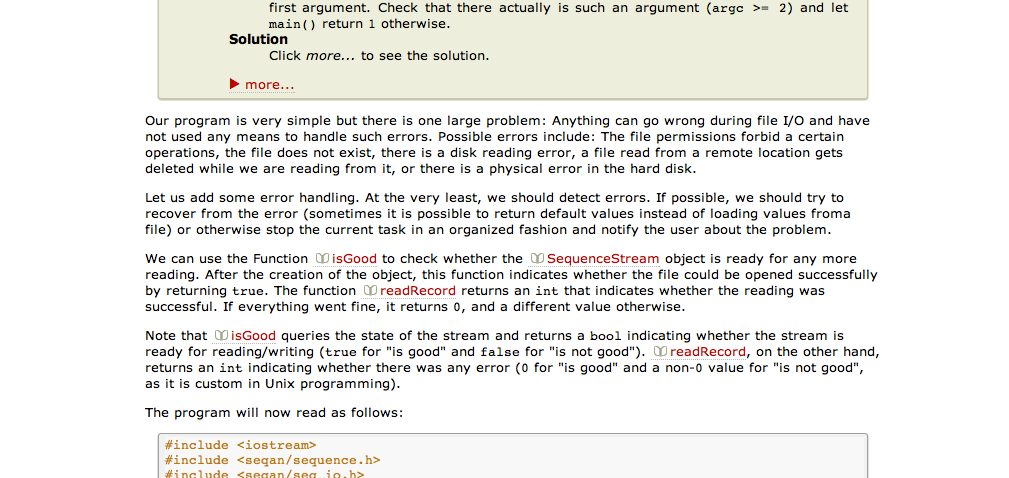 first argument. Check that there actually is such an argument (argc >= 2) and let
main() return 1 otherwise.
Solution
Click more... to see the solution.
more...
Our program is very simple but there is one large problem: Anything can go wrong during file I/O and have
not used any means to handle such errors. Possible errors include: The file permissions forbid a certain
operations, the file does not exist, there is a disk reading error, a file read from a remote location gets
deleted while we are reading from it, or there is a physical error in the hard disk.
Let us add some error handling. At the very least, we should detect errors. If possible, we should try to
recover from the error (sometimes it is possible to return default values instead of loading values froma
file) or otherwise stop the current task in an organized fashion and notify the user about the problem.
We can use the Function isGood to check whether the SequenceStream object is ready for any more
reading. After the creation of the object, this function indicates whether the file could be opened successfully
by returning true. The function readRecord returns an int that indicates whether the reading was
successful. If everything went fine, it returns 0, and a different value otherwise.
Note that isGood queries the state of the stream and returns a bool indicating whether the stream is
ready for reading/writing (true for "is good" and false for "is not good"). readRecord, on the other hand,
returns an int indicating whether there was any error (0 for "is good" and a non-0 value for "is not good",
as it is custom in Unix programming).
The program will now read as follows:
#include <iostream>
#include <seqan/sequence.h>
#include <seqan/seq_io.h>